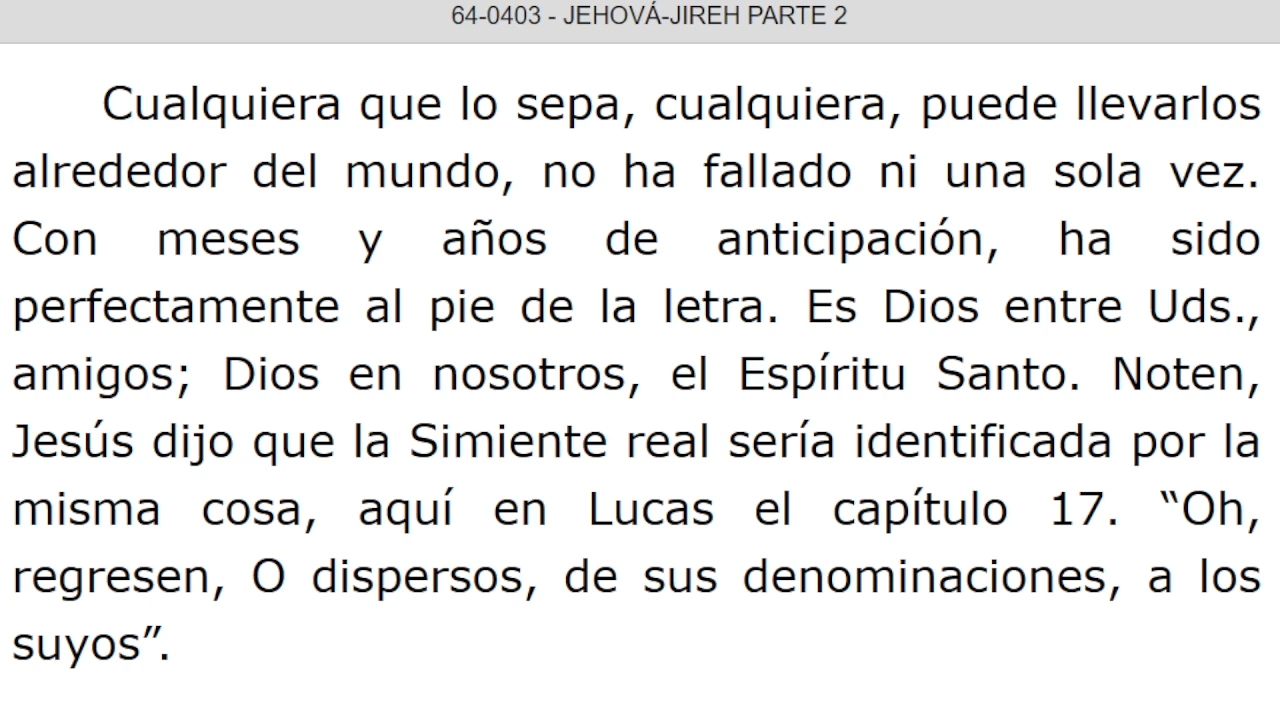 64-0403 - JEHOVÁ-JIREH PARTE 2
Cualquiera que lo sepa, cualquiera, puede llevarlos
alrededor del mundo, no ha fallado ni una sola vez.
Con meses y años de anticipación, ha sido
perfectamente al pie de la letra. Es Dios entre Uds.,
amigos; Dios en nosotros, el Espíritu Santo. Noten,
Jesús dijo que la Simiente real sería identificada por la
misma cosa, aquí en Lucas el capítulo 17. “Oh,
regresen, O dispersos, de sus denominaciones, a los
suyos”.